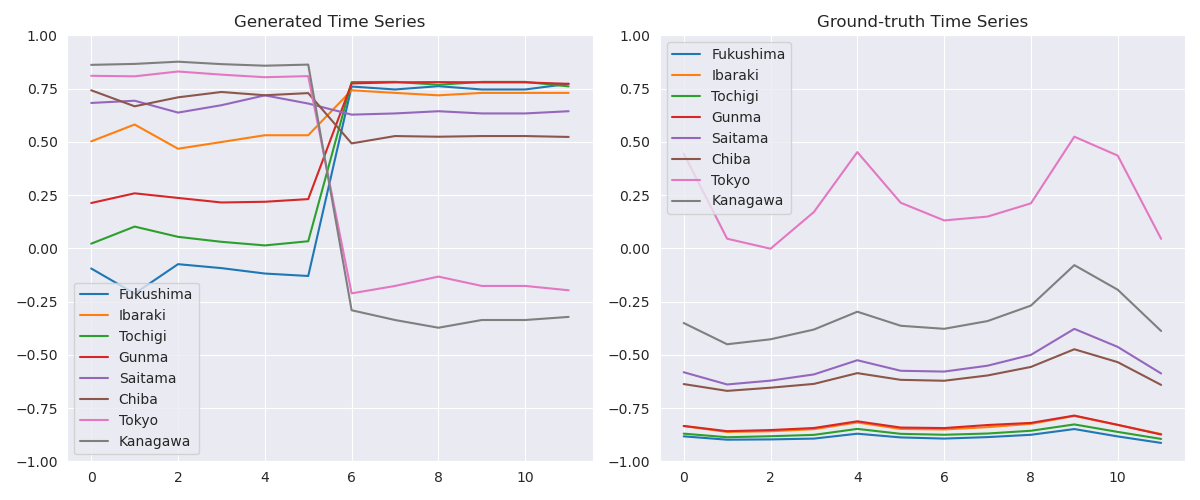 Generated Time Series
1.00
0.75
0.50
0.25
0.00
−0.25
−0.50
−0.75
−1.00
0 2 4 6 8 10
Fukushima
Ibaraki
Tochigi
Gunma
Saitama
Chiba
Tokyo
Kanagawa
Ground-truth Time Series
1.00
0.75
0.50
0.25
0.00
−0.25
−0.50
−0.75
−1.00
0 2 4 6 8 10
Fukushima
Ibaraki
Tochigi
Gunma
Saitama
Chiba
Tokyo
Kanagawa